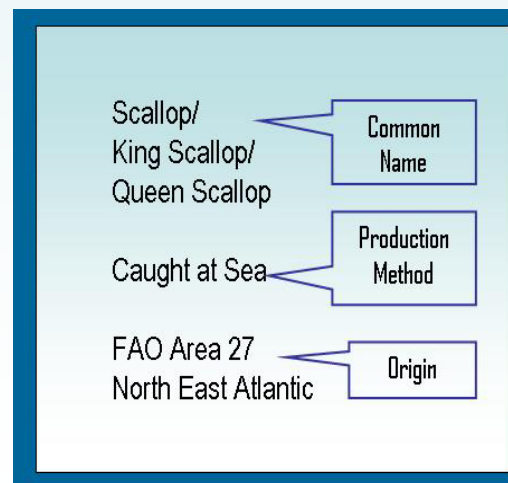 Scallop/
King Scallop/
Queen Scallop
Common
Name
Caught at Sea
Production
Method
FAO Area 27
North East Atlantic
Origin